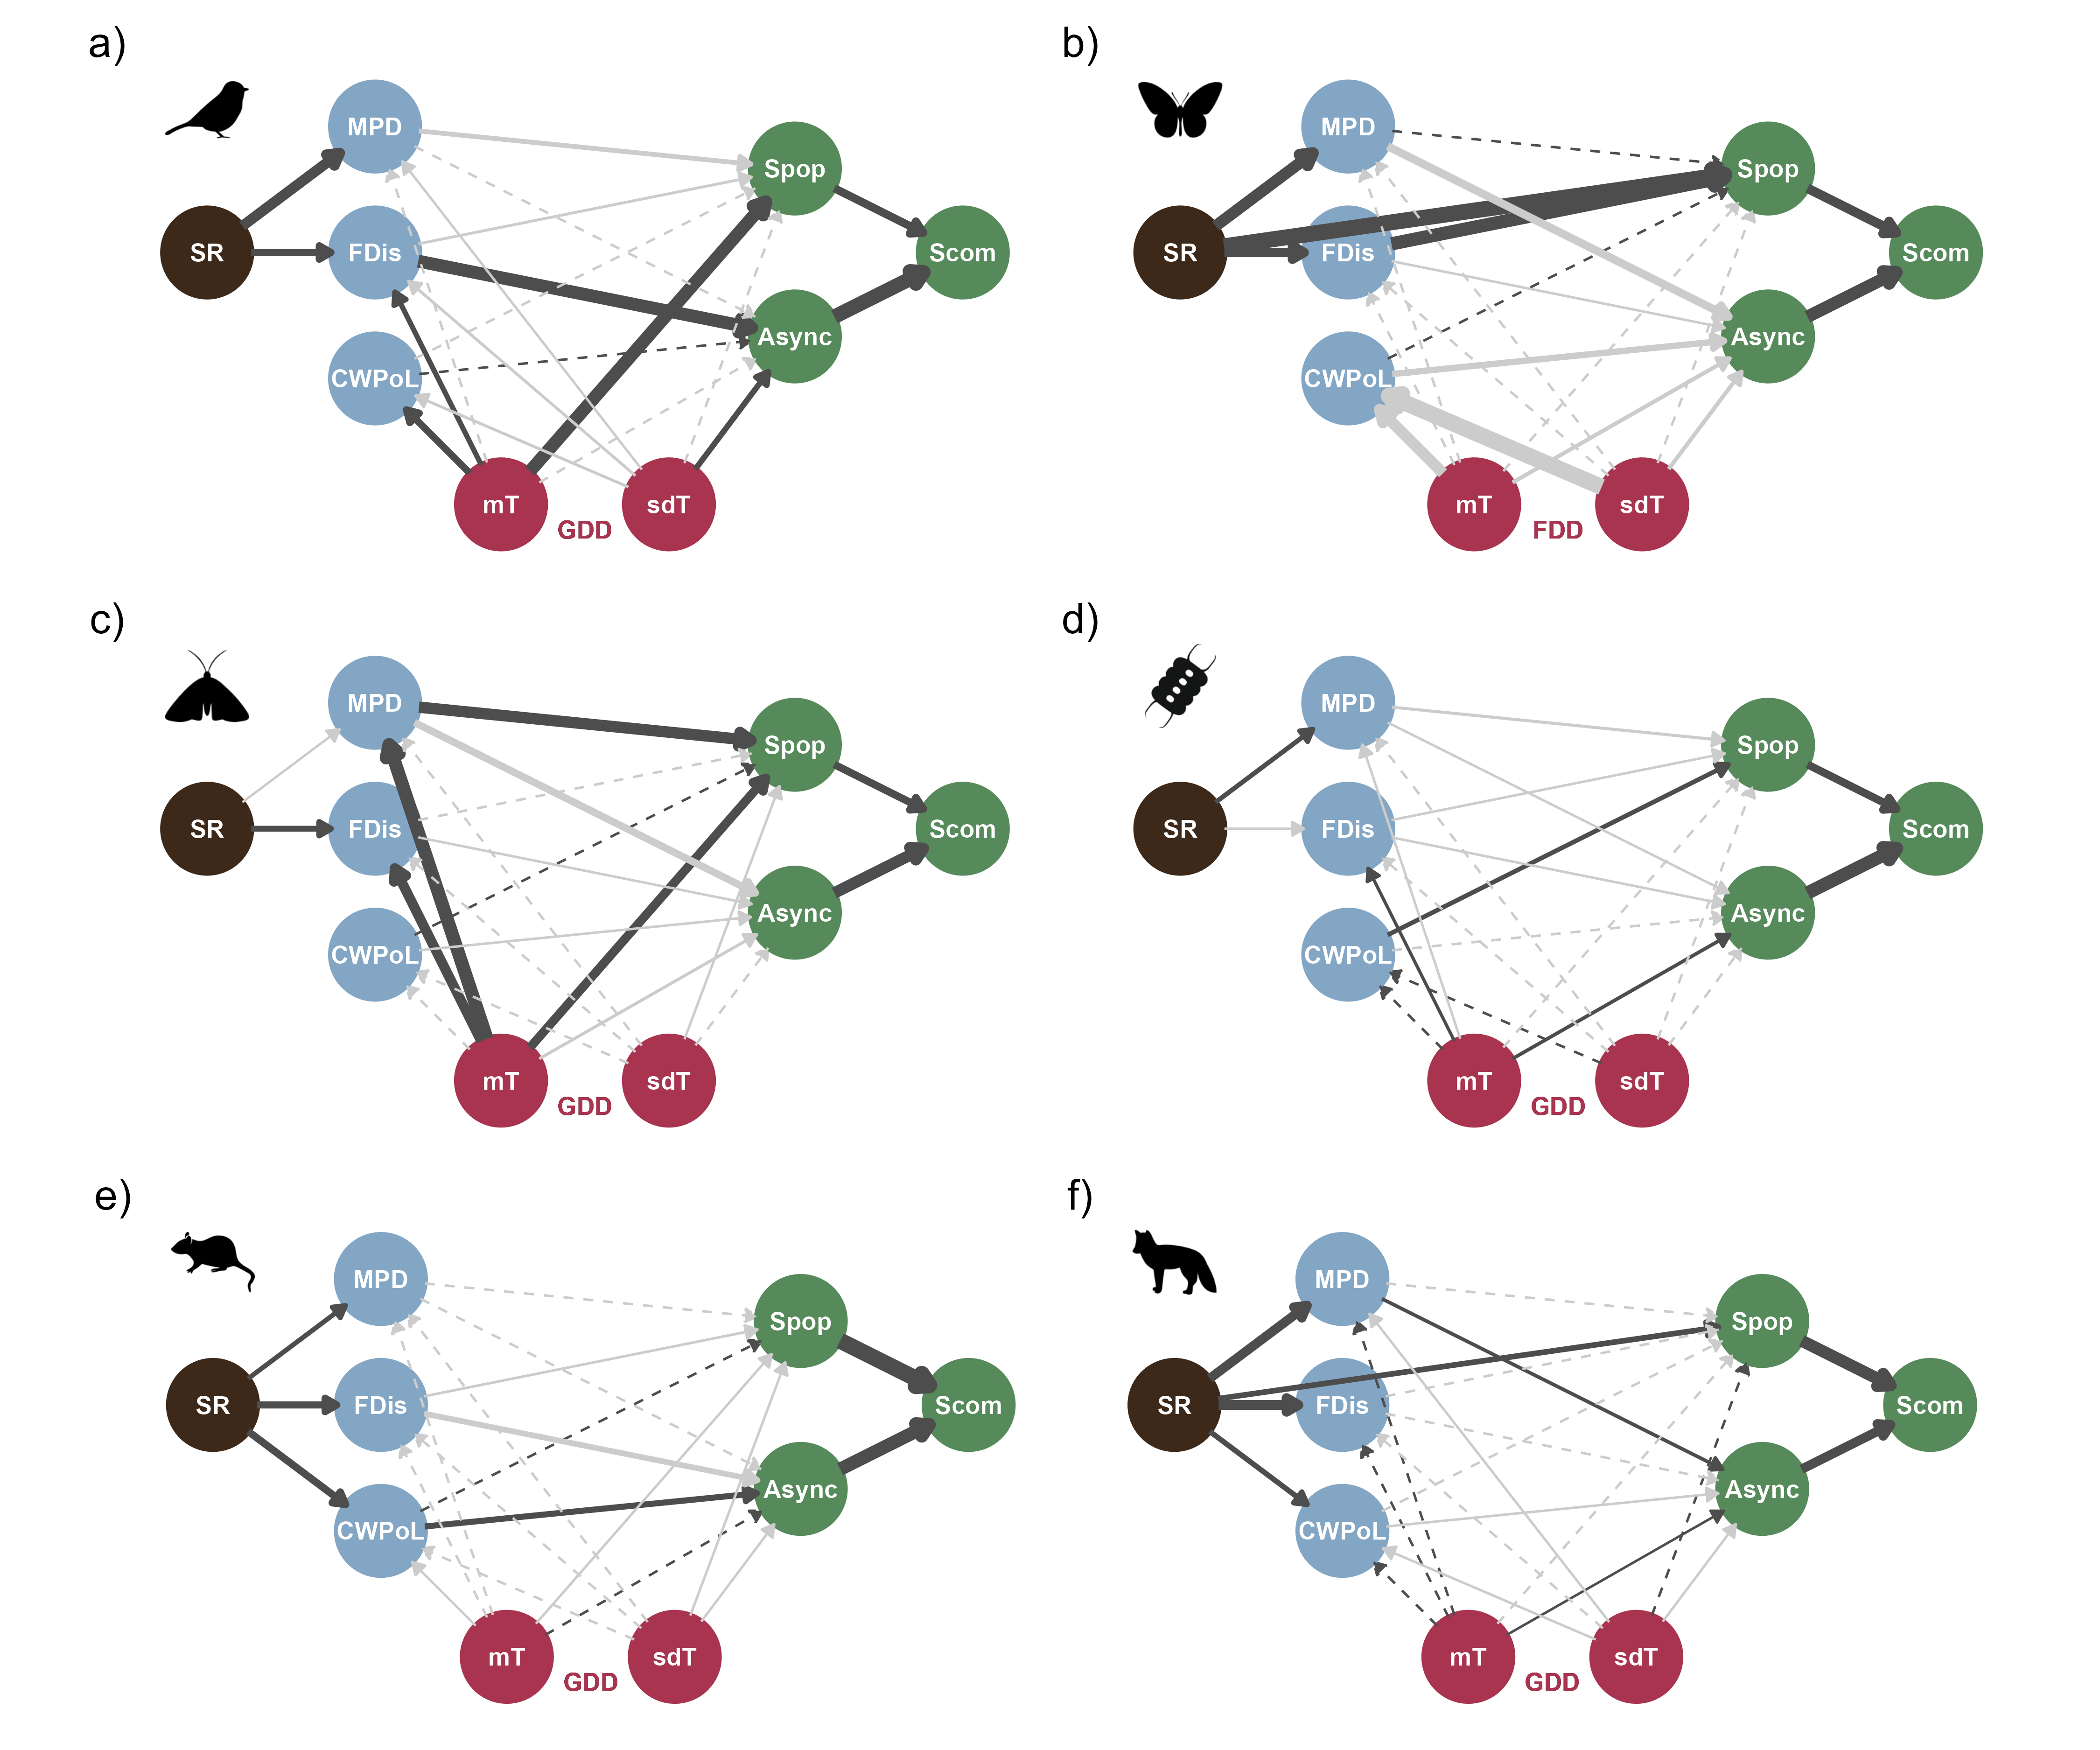 a)
b)
MPD
Spop
SR
FDis
Scom
CWPoL
Async
mT
GDD
sdT
MPD
Spop
SR
FDis
Scom
CWPoL
Async
mT
FDD
sdT
c)
d)
MPD
Spop
SR
FDis
Scom
CWPoL
Async
mT
GDD
sdT
MPD
Spop
SR
FDis
Scom
CWPoL
Async
mT
GDD
sdT
e)
f)
MPD
Spop
SR
FDis
Scom
CWPoL
Async
mT
GDD
sdT
MPD
Spop
SR
FDis
Scom
CWPoL
Async
mT
GDD
sdT